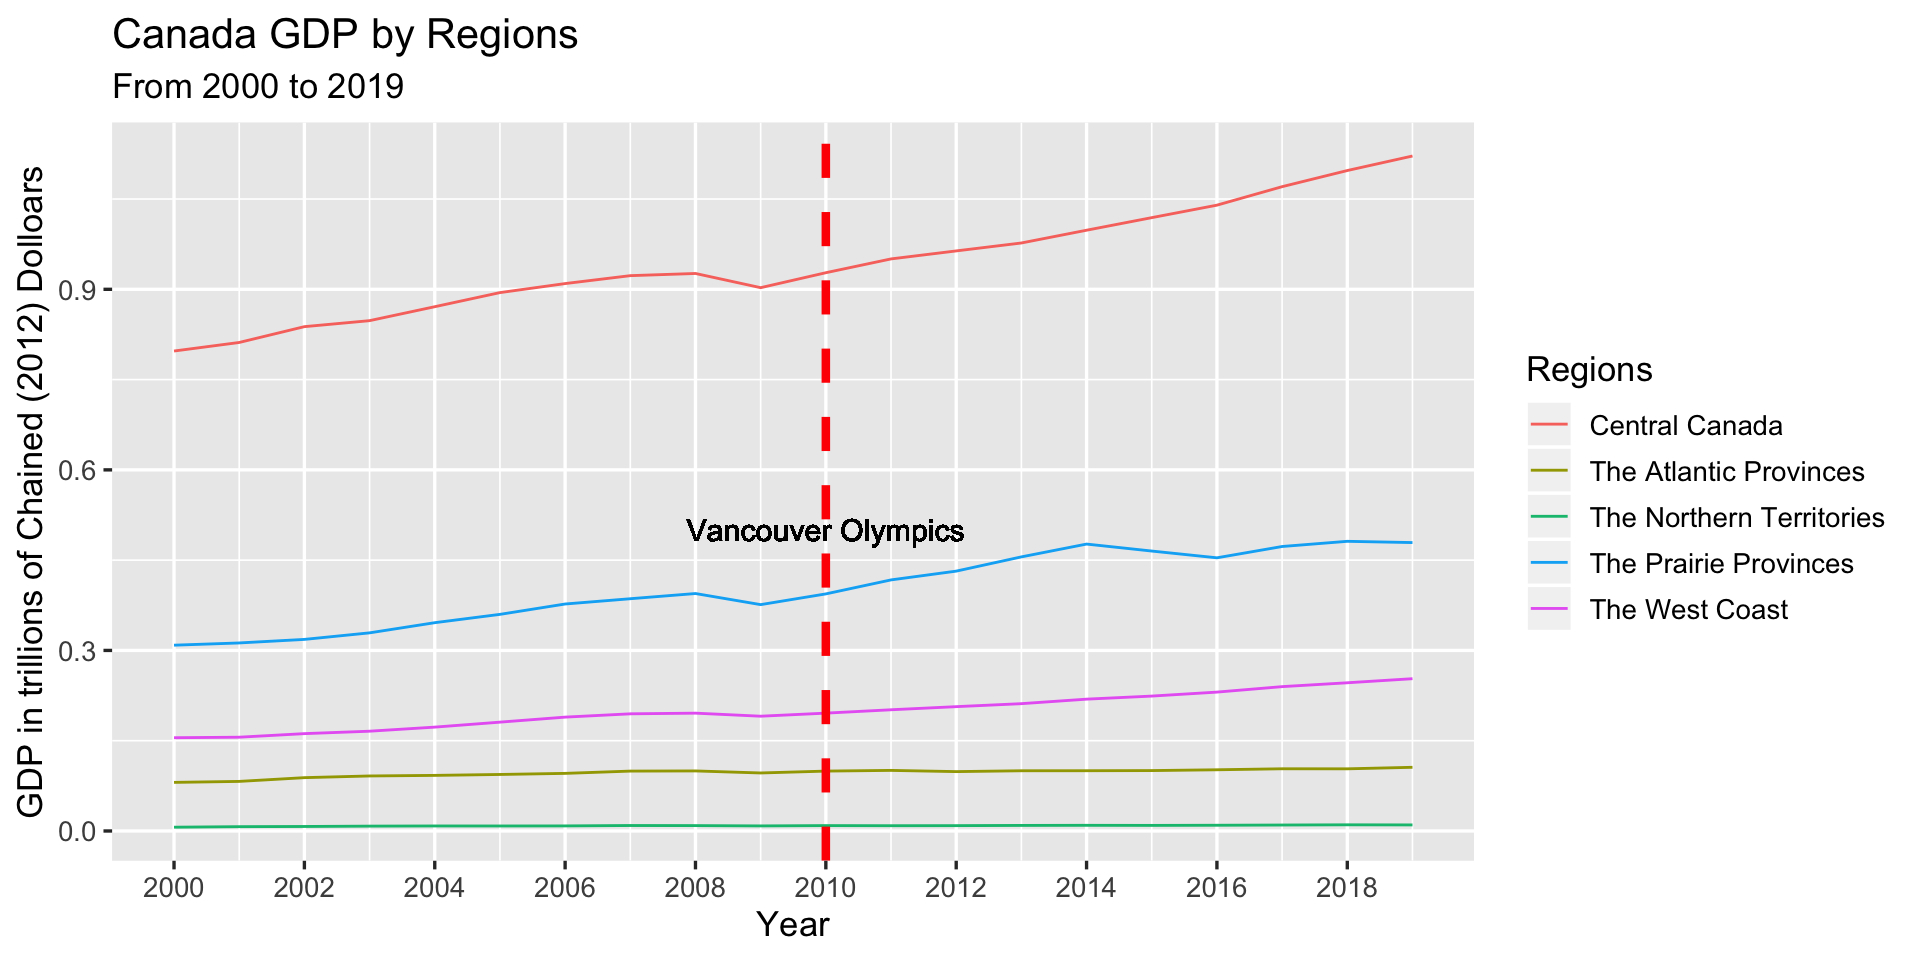 Canada GDP by Regions
From 2000 to 2019
GDP in trillions of Chained (2012) Dolloars
0.9
0.6
0.3
0.0
Vancouver Olympics
2000 2002 2004 2006 2008 2010 2012 2014 2016 2018
Year
Regions
Central Canada
The Atlantic Provinces
The Northern Territories
The Prairie Provinces
The West Coast